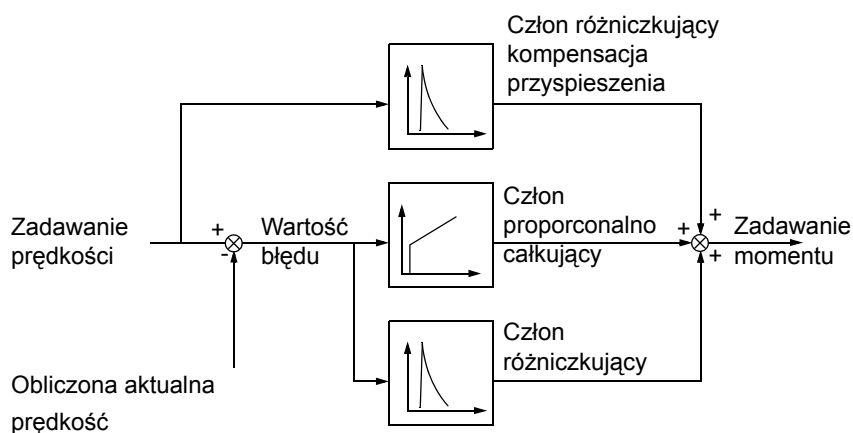 Człon różniczkujący
kompensacja
przyspieszenia
Zadawanie
prędkości
+
-
Wartość
błędu
Człon
proporconalno
całkujący
+
+
+
Zadawanie
momentu
Człon
różniczkujący
Obliczona aktualna
prędkość